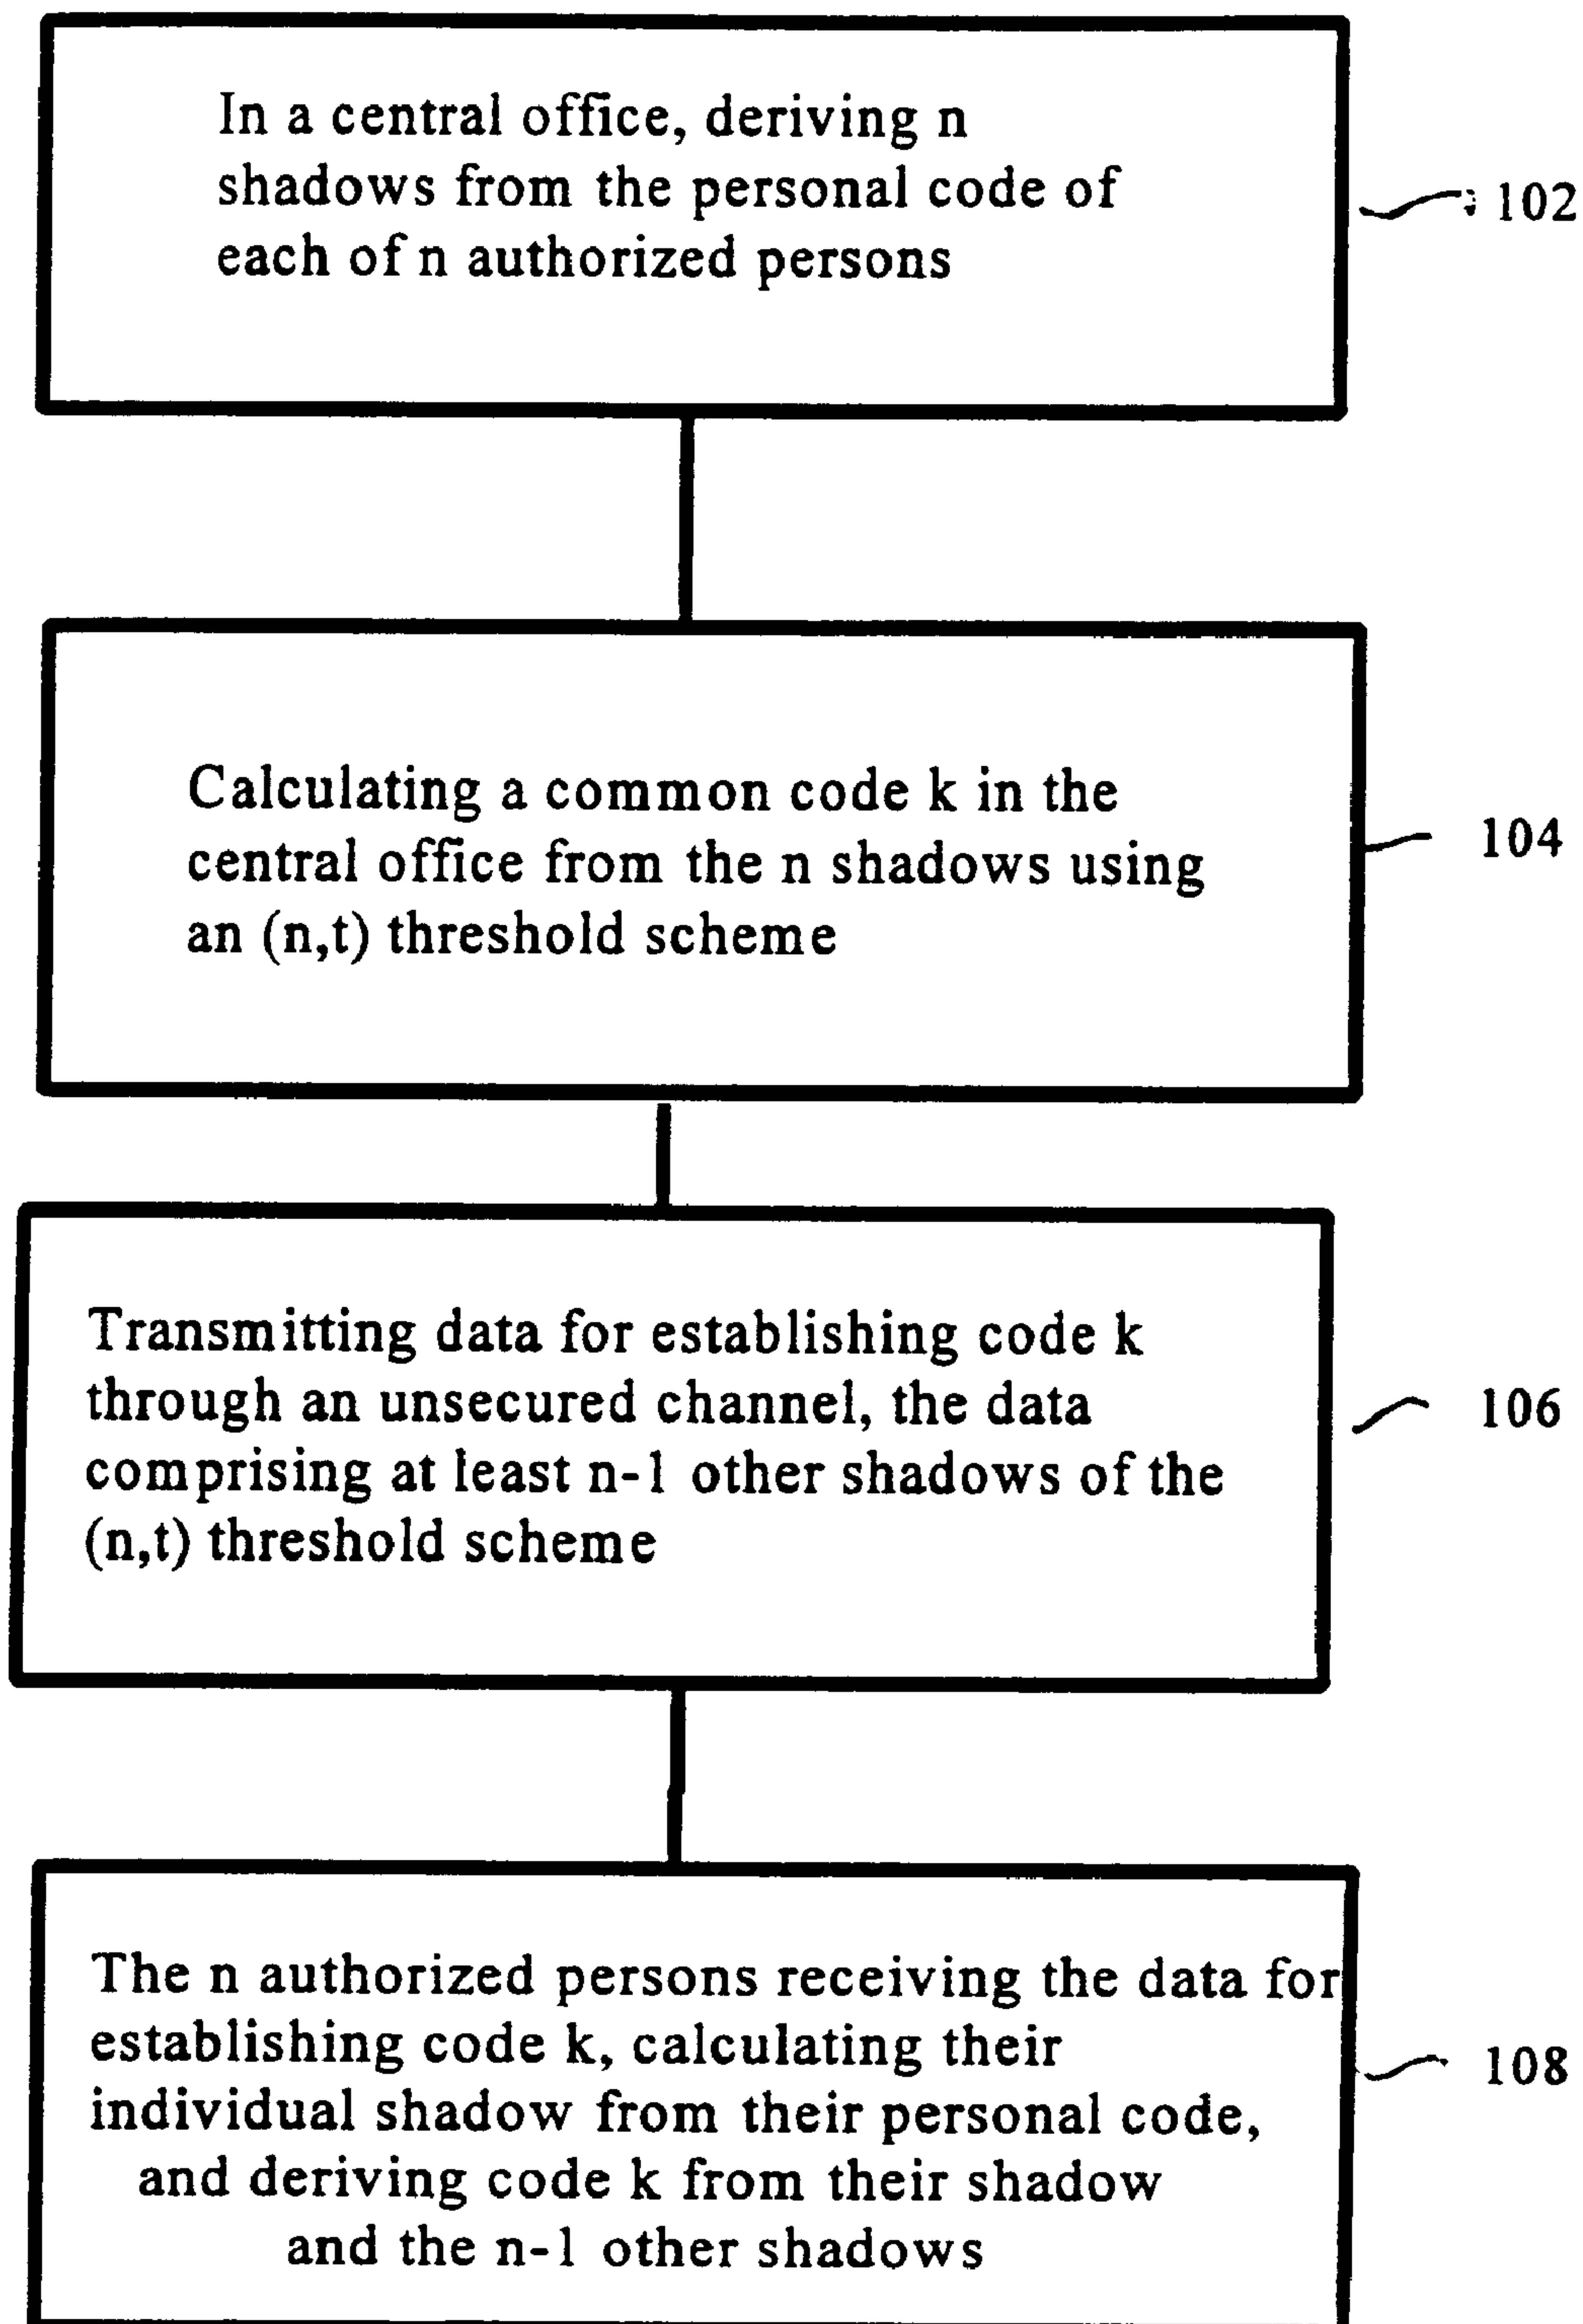 In a central office, deriving n
shadows from the personal code of
each of n authorized persons
102
Calculating a common code k in the
central office from the n shadows using
an (n,t) threshold scheme
104
Transmitting data for establishing code k
through an unsecured channel, the data
comprising at least n-1 other shadows of the
(n,t) threshold scheme
106
The n authorized persons receiving the data for
establishing code k, calculating their
individual shadow from their personal code,
and deriving code k from their shadow
and the n-1 other shadows
108